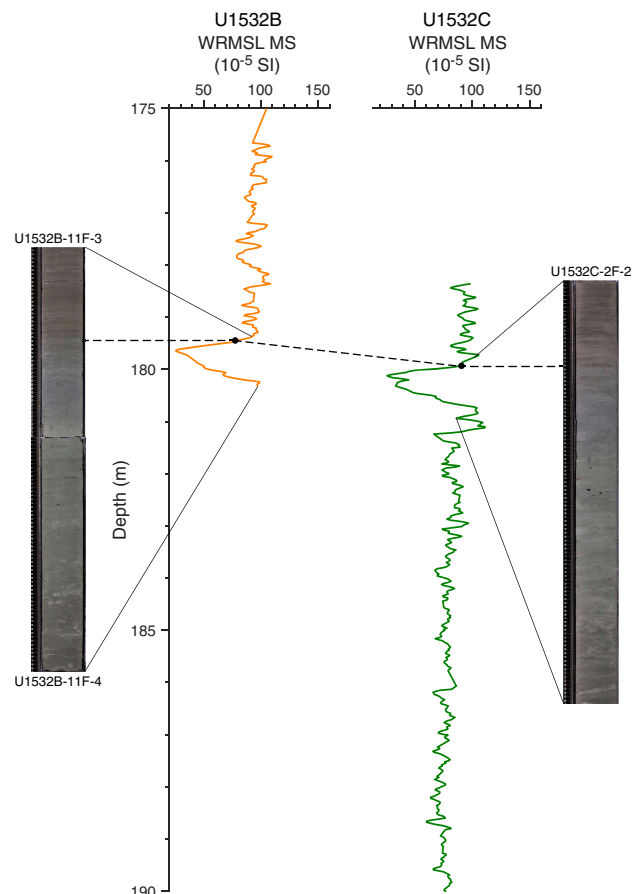 U1532B
WRMSL MS
(10-5 SI)
50 100 150
U1532C
WRMSL MS
(10-5 SI)
50 100 150
175
U1532B-11F-3
U1532C-2F-2
180
Depth (m)
U1532B-11F-4
185
190